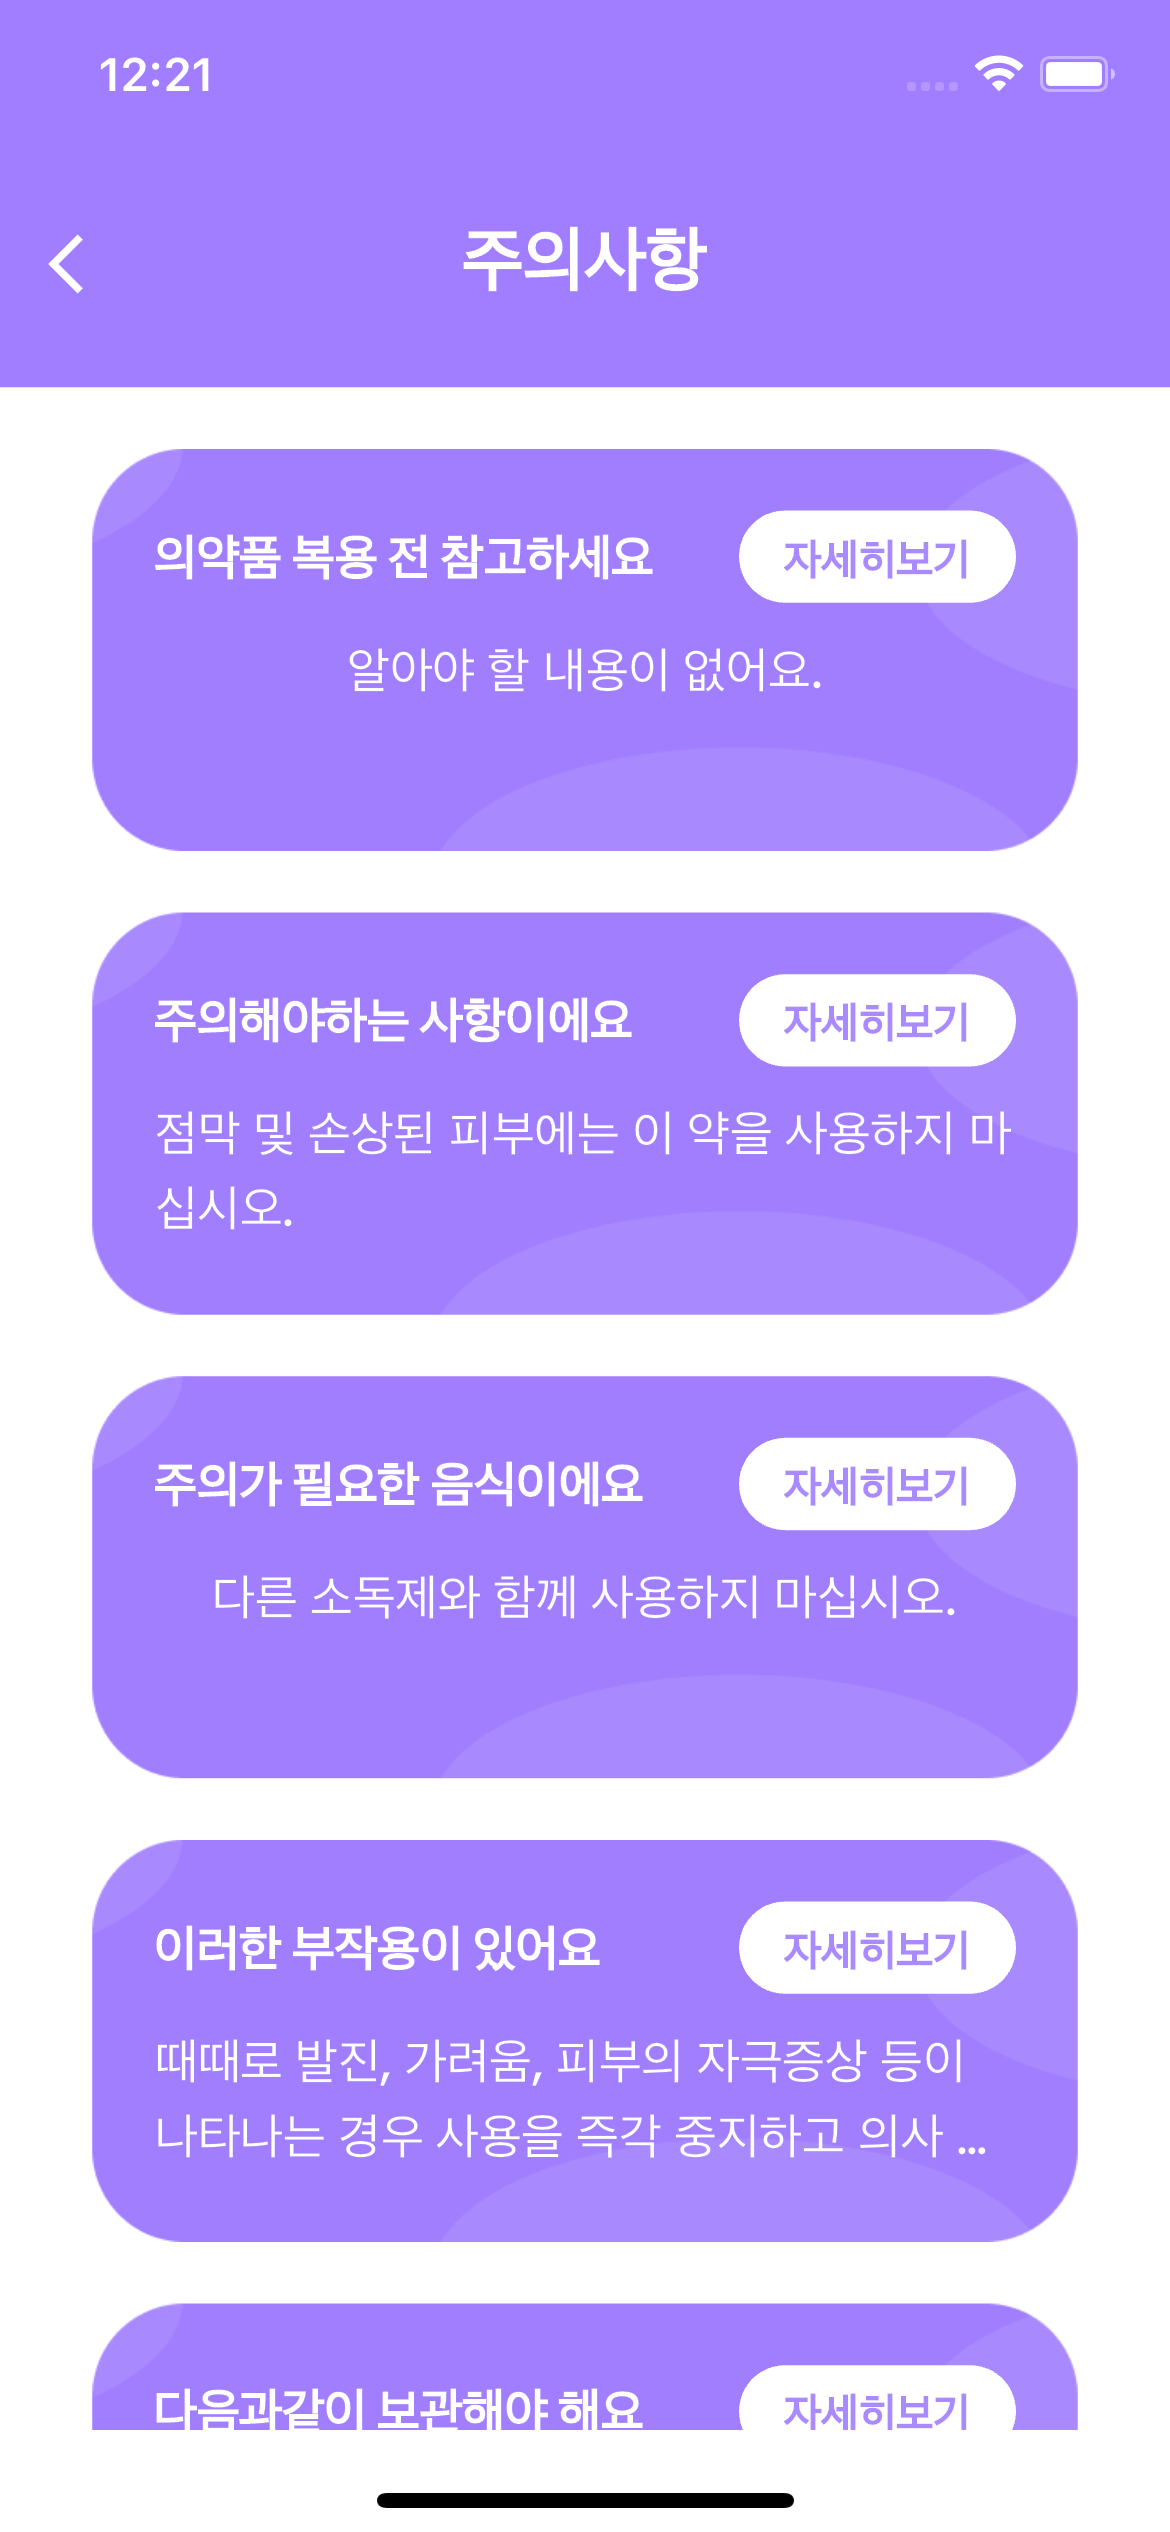 12:21
주의사항
의약품 복용 전 참고하세요 자세히보기
알아야 할 내용이 없어요.
주의해야하는 사항이에요 자세히보기
점막 및 손상된 피부에는 이 약을 사용하지 마
십시오.
주의가 필요한 음식이에요 자세히보기
다른 소독제와 함께 사용하지 마십시오.
이러한 부작용이 있어요 자세히보기
때때로 발진, 가려움, 피부의 자극증상 등이
나타나는 경우 사용을 즉각 중지하고 의사 ...
다음과같이 보관해야 해요 자세히보기